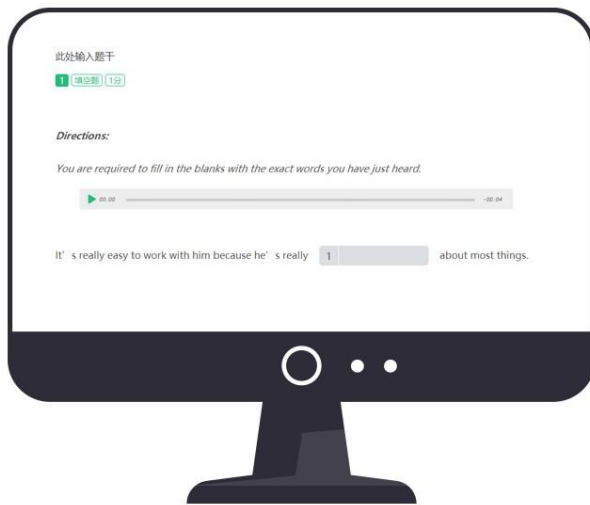 此处输入题干
1 填空题 1分
Directions:
You are required to fill in the blanks with the exact words you have just heard.
00:00 -00:04
It’s really easy to work with him because he’s really 1 about most things.